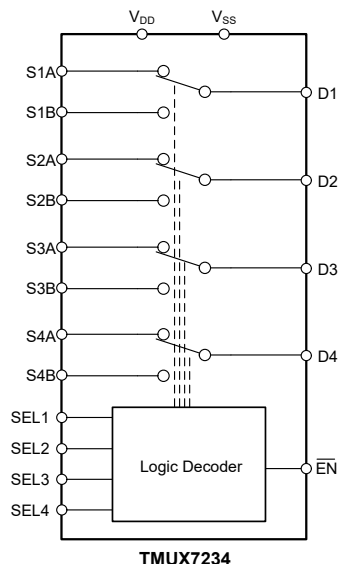 VDD VSS
S1A
D1
S1B
S2A
D2
S2B
S3A
D3
S3B
S4A
D4
S4B
SEL1
SEL2
Logic Decoder
E̅N̅
SEL3
SEL4
TMUX7234